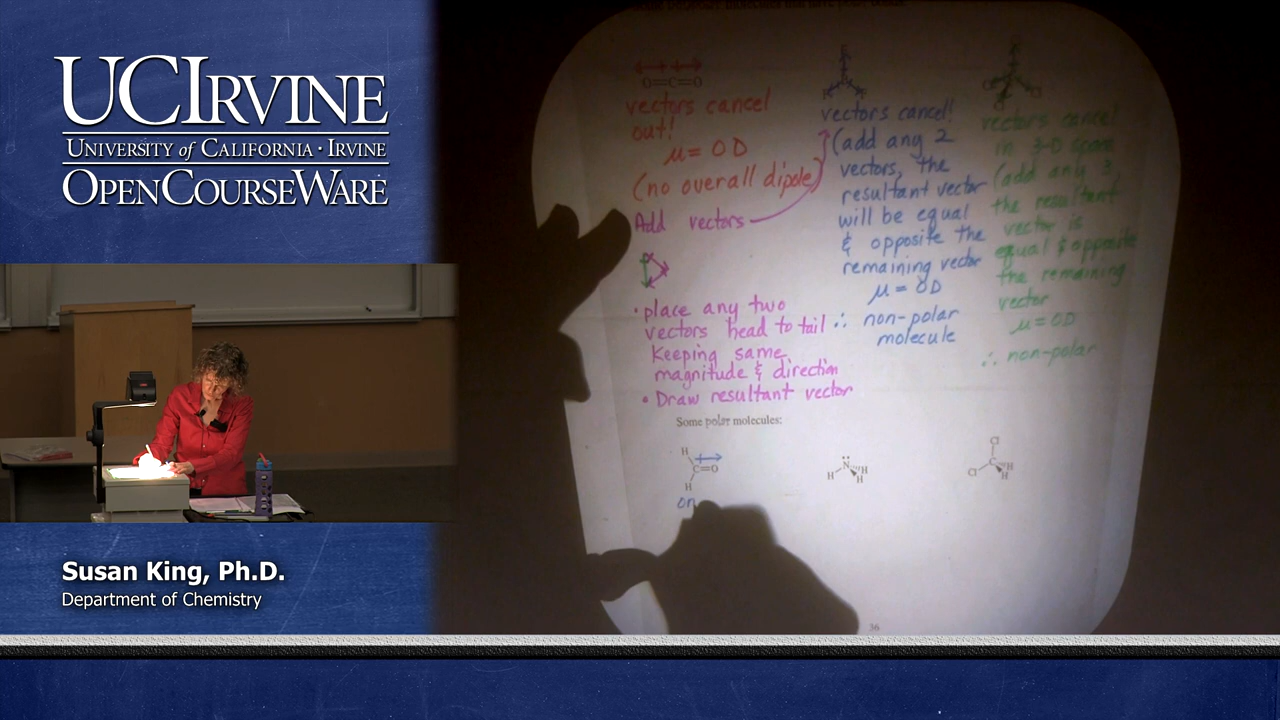 UCIRVINE
UNIVERSITY of CALIFORNIA · IRVINE
OPENCOURSEWARE
Susan King, Ph.D.
Department of Chemistry
O=C=O
vectors cancel
out!
μ = 0 D
(no overall dipole)
Add vectors
• place any two
vectors head to tail
keeping same
magnitude & direction
• Draw resultant vector
vectors cancel!
(add any 2
vectors, the
resultant vector
will be equal
& opposite the
remaining vector
μ = 0D
∴ non-polar
molecule
vectors cancel
in 3-D space
(add any 3,
the resultant
vector is
equal & opposite
the remaining
vector
μ = 0D
∴ non-polar
Some polar molecules:
H
C=O
H
on
N
H
H
H
Cl
C
Cl
H
H
36